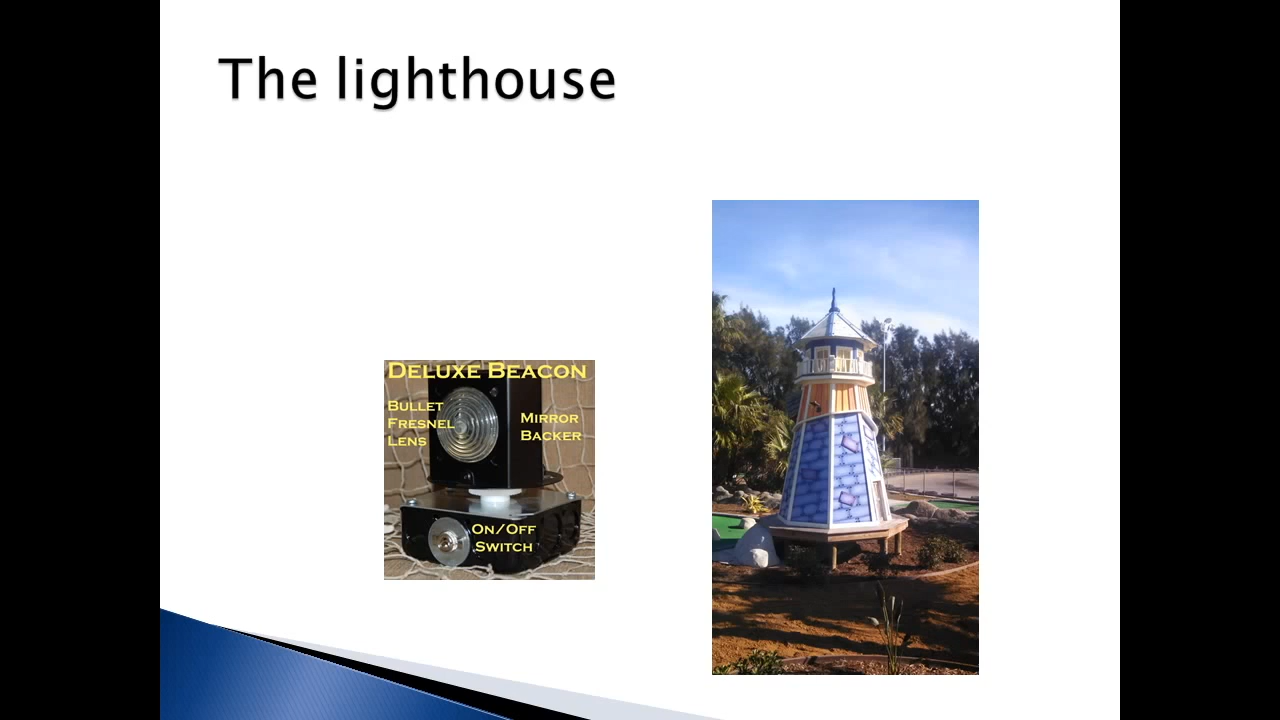 The lighthouse
DELUXE BEACON
BULLET
FRESNEL
LENS
MIRROR
BACKER
ON/OFF
SWITCH